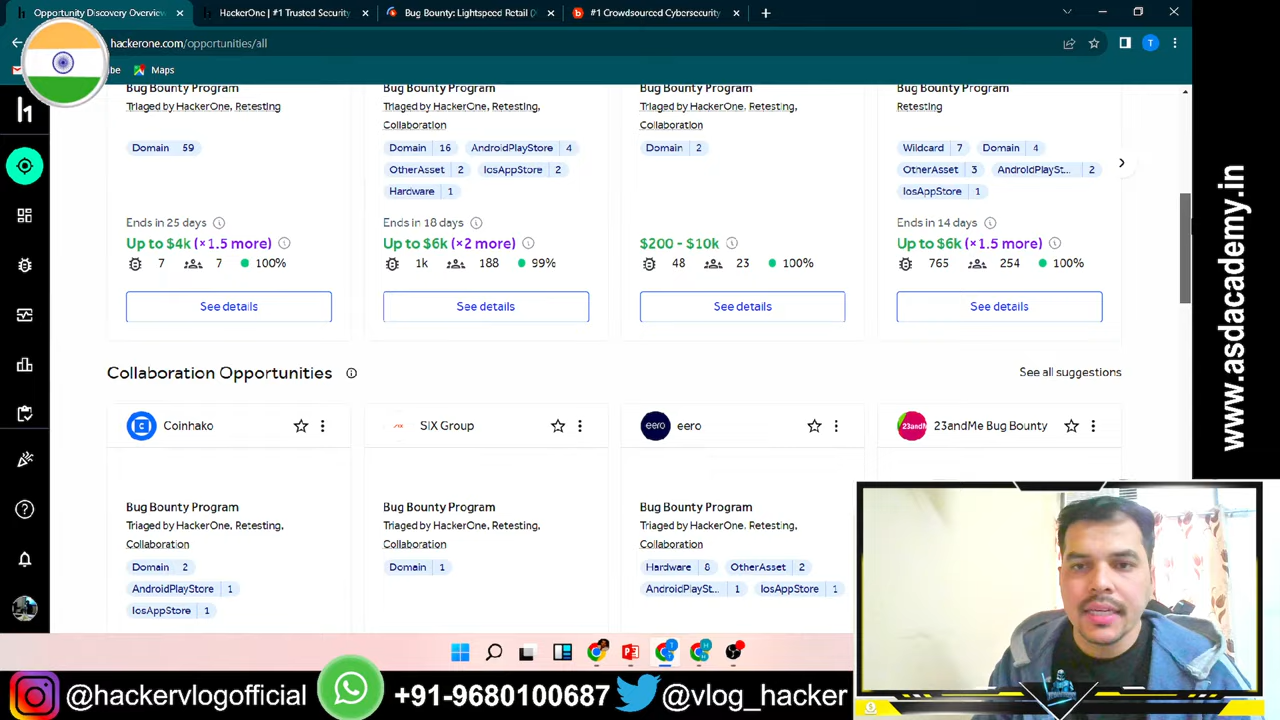 Opportunity Discovery Overview
HackerOne | #1 Trusted Security
Bug Bounty: Lightspeed Retail (
#1 Crowdsourced Cybersecurity
hackerone.com/opportunities/all
T
be
Maps
Bug Bounty Program
Triaged by HackerOne, Retesting
Domain 59
Ends in 25 days
Up to $4k (×1.5 more)
7 7 100%
See details
Bug Bounty Program
Triaged by HackerOne, Retesting,
Collaboration
Domain 16 AndroidPlayStore 4
OtherAsset 2 IosAppStore 2
Hardware 1
Ends in 18 days
Up to $6k (×2 more)
1k 188 99%
See details
Bug Bounty Program
Triaged by HackerOne, Retesting,
Collaboration
Domain 2
$200 - $10k
48 23 100%
See details
Bug Bounty Program
Retesting
Wildcard 7 Domain 4
OtherAsset 3 AndroidPlaySt... 2
IosAppStore 1
Ends in 14 days
Up to $6k (×1.5 more)
765 254 100%
See details
Collaboration Opportunities
See all suggestions
Coinhako
Bug Bounty Program
Triaged by HackerOne, Retesting,
Collaboration
Domain 2
AndroidPlayStore 1
IosAppStore 1
SIX Group
Bug Bounty Program
Triaged by HackerOne, Retesting,
Collaboration
Domain 1
eero
eero
Bug Bounty Program
Triaged by HackerOne, Retesting,
Collaboration
Hardware 8 OtherAsset 2
AndroidPlaySt... 1 IosAppStore 1
23andM
23andMe Bug Bounty
www.asdacademy.in
@hackervlogofficial
+91-9680100687
@vlog_hacker